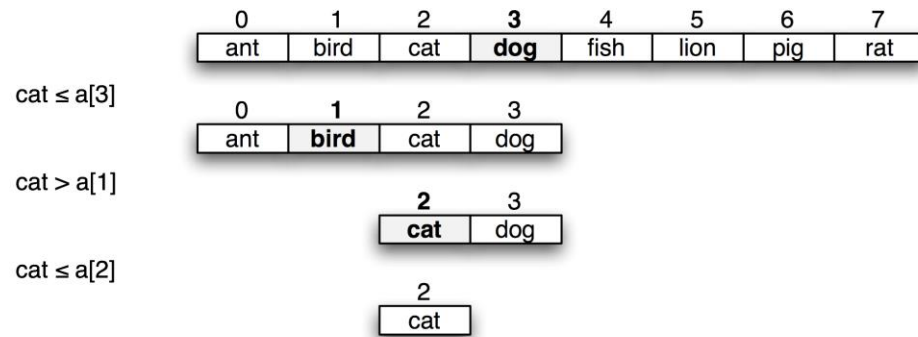 0 1 2 3 4 5 6 7
ant bird cat dog fish lion pig rat
cat ≤ a[3]
0 1 2 3
ant bird cat dog
cat > a[1]
2 3
cat dog
cat ≤ a[2]
2
cat